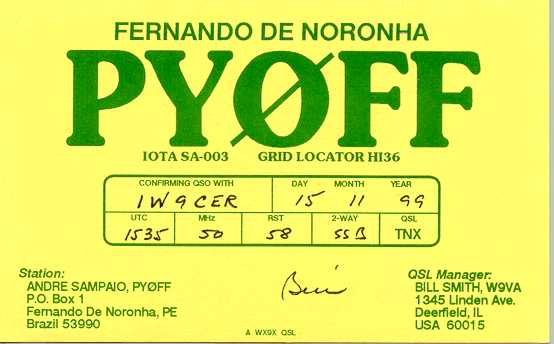 FERNANDO DE NORONHA
PYØFF
IOTA SA-003 GRID LOCATOR HI36
CONFIRMING QSO WITH DAY MONTH YEAR
IW9CER 15 11 99
UTC MHz RST 2-WAY QSL
1535 50 58 SSB TNX
Station:
ANDRE SAMPAIO, PYØFF
P.O. Box 1
Fernando De Noronha, PE
Brazil 53990
Bill
QSL Manager:
BILL SMITH, W9VA
1345 Linden Ave.
Deerfield, IL
USA 60015
A WX9X QSL